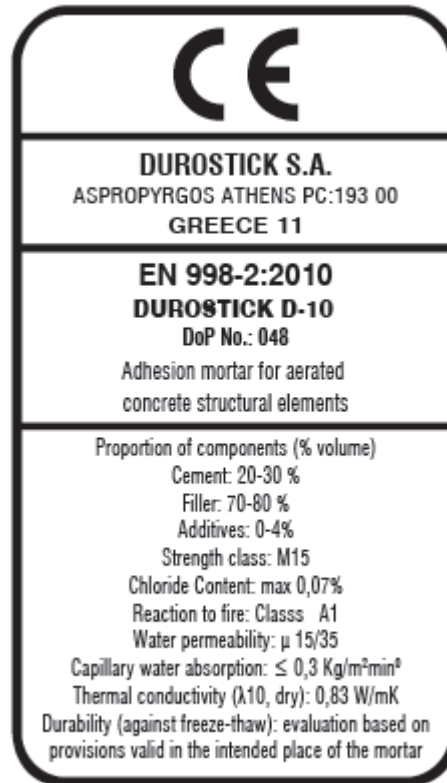 CE
DUROSTICK S.A.
ASPROPYRGOS ATHENS PC:193 00
GREECE 11
EN 998-2:2010
DUROSTICK D-10
DoP No.: 048
Adhesion mortar for aerated
concrete structural elements
Proportion of components (% volume)
Cement: 20-30 %
Filler: 70-80 %
Additives: 0-4%
Strength class: M15
Chloride Content: max 0,07%
Reaction to fire: Classs A1
Water permeability: μ 15/35
Capillary water absorption: ≤ 0,3 Kg/m²min⁰
Thermal conductivity (λ10, dry): 0,83 W/mK
Durability (against freeze-thaw): evaluation based on
provisions valid in the intended place of the mortar